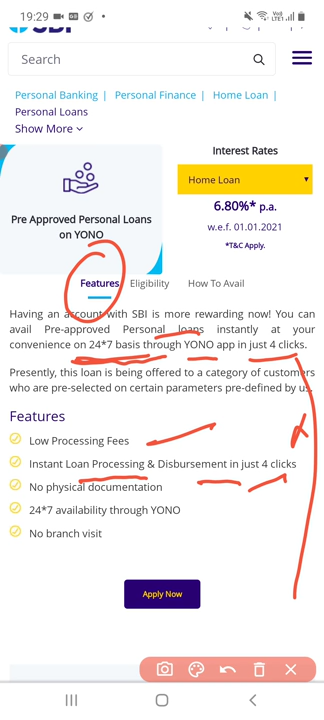 19:29
SBI
Search
Personal Banking | Personal Finance | Home Loan |
Personal Loans
Show More
Interest Rates
Home Loan
6.80%* p.a.
w.e.f. 01.01.2021
*T&C Apply.
Pre Approved Personal Loans
on YONO
Features Eligibility How To Avail
Having an account with SBI is more rewarding now! You can
avail Pre-approved Personal loans instantly at your
convenience on 24*7 basis through YONO app in just 4 clicks.
Presently, this loan is being offered to a category of customers
who are pre-selected on certain parameters pre-defined by us.
Features
Low Processing Fees
Instant Loan Processing & Disbursement in just 4 clicks
No physical documentation
24*7 availability through YONO
No branch visit
Apply Now